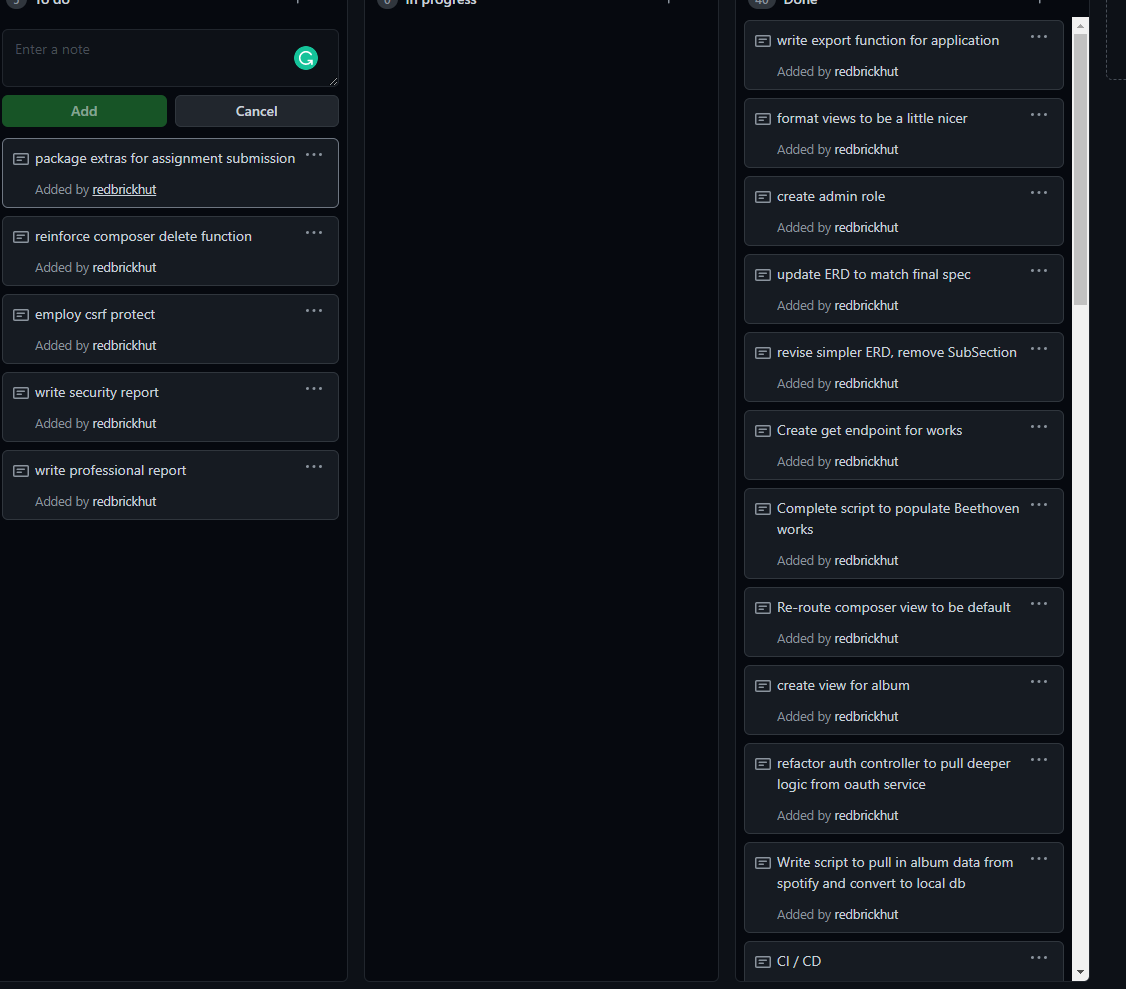 5 To do
Enter a note
Add
Cancel
package extras for assignment submission
Added by redbrickhut
reinforce composer delete function
Added by redbrickhut
employ csrf protect
Added by redbrickhut
write security report
Added by redbrickhut
write professional report
Added by redbrickhut
0 In progress
40 Done
write export function for application
Added by redbrickhut
format views to be a little nicer
Added by redbrickhut
create admin role
Added by redbrickhut
update ERD to match final spec
Added by redbrickhut
revise simpler ERD, remove SubSection
Added by redbrickhut
Create get endpoint for works
Added by redbrickhut
Complete script to populate Beethoven
works
Added by redbrickhut
Re-route composer view to be default
Added by redbrickhut
create view for album
Added by redbrickhut
refactor auth controller to pull deeper
logic from oauth service
Added by redbrickhut
Write script to pull in album data from
spotify and convert to local db
Added by redbrickhut
CI / CD